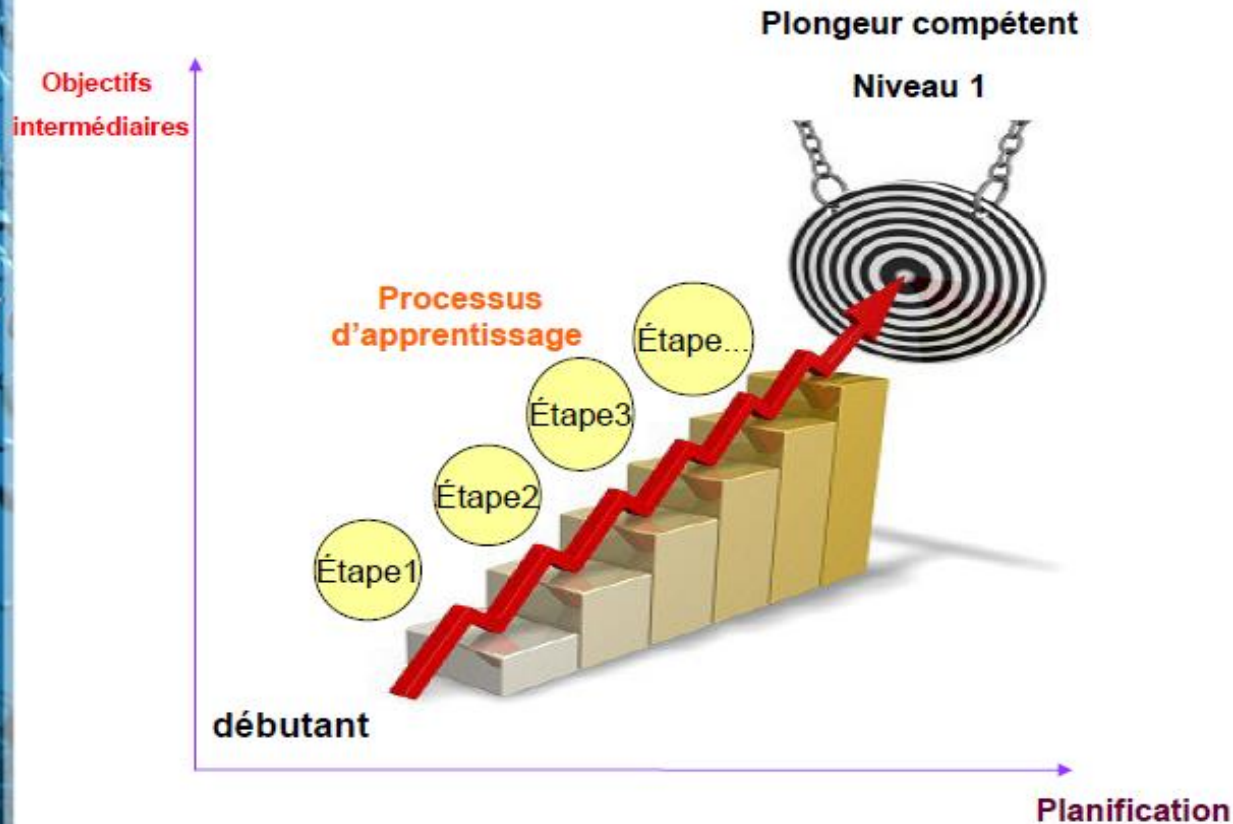 Plongeur compétent
Niveau 1
Objectifs
intermédiaires
Processus
d'apprentissage
Étape...
Étape3
Étape2
Étape1
débutant
Planification